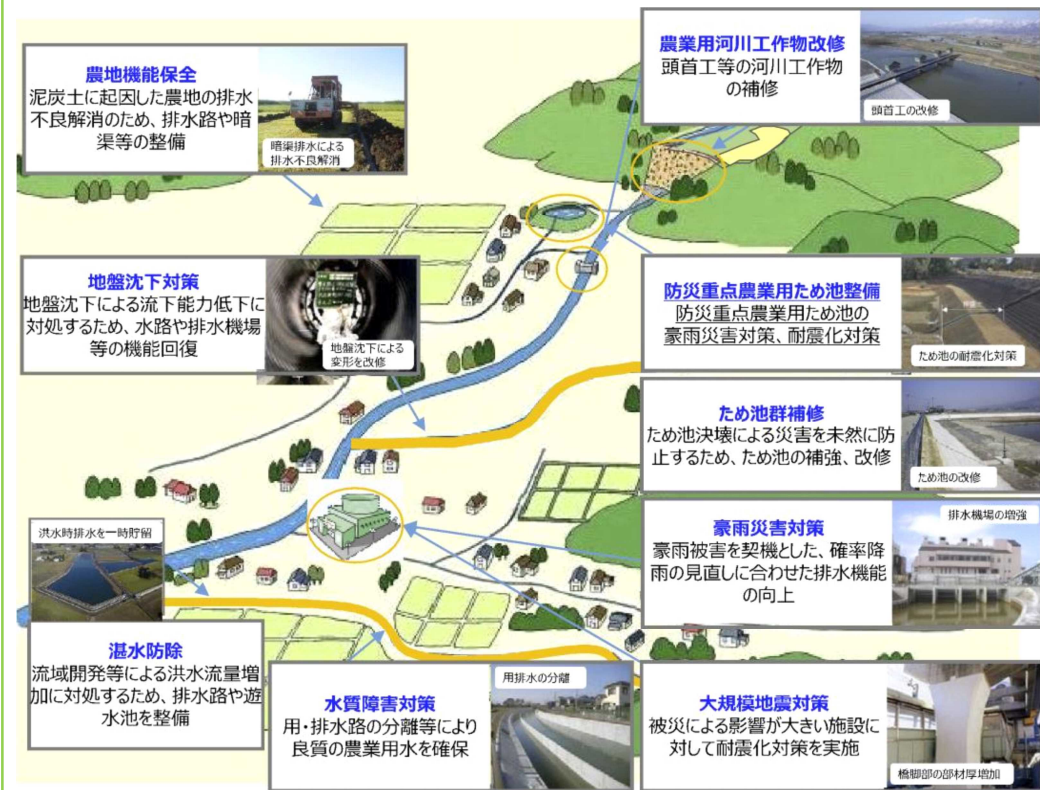 農業用河川工作物改修
頭首工等の河川工作物
の補修
頭首工の改修
農地機能保全
泥炭土に起因した農地の排水
不良解消のため、排水路や暗
渠等の整備
暗渠排水による
排水不良解消
地盤沈下対策
地盤沈下による流下能力低下に
対処するため、水路や排水機場
等の機能回復
地盤沈下による
変形を改修
防災重点農業用ため池整備
防災重点農業用ため池の
豪雨災害対策、耐震化対策
ため池の耐震化対策
ため池群補修
ため池決壊による災害を未然に防
止するため、ため池の補強、改修
ため池の改修
豪雨災害対策
豪雨被害を契機とした、確率降
雨の見直しに合わせた排水機能
の向上
排水機場の増強
洪水時排水を一時貯留
湛水防除
流域開発等による洪水流量増
加に対処するため、排水路や遊
水池を整備
水質障害対策
用・排水路の分離等により
良質の農業用水を確保
用排水の分離
大規模地震対策
被災による影響が大きい施設に
対して耐震化対策を実施
橋脚部の部材厚増加